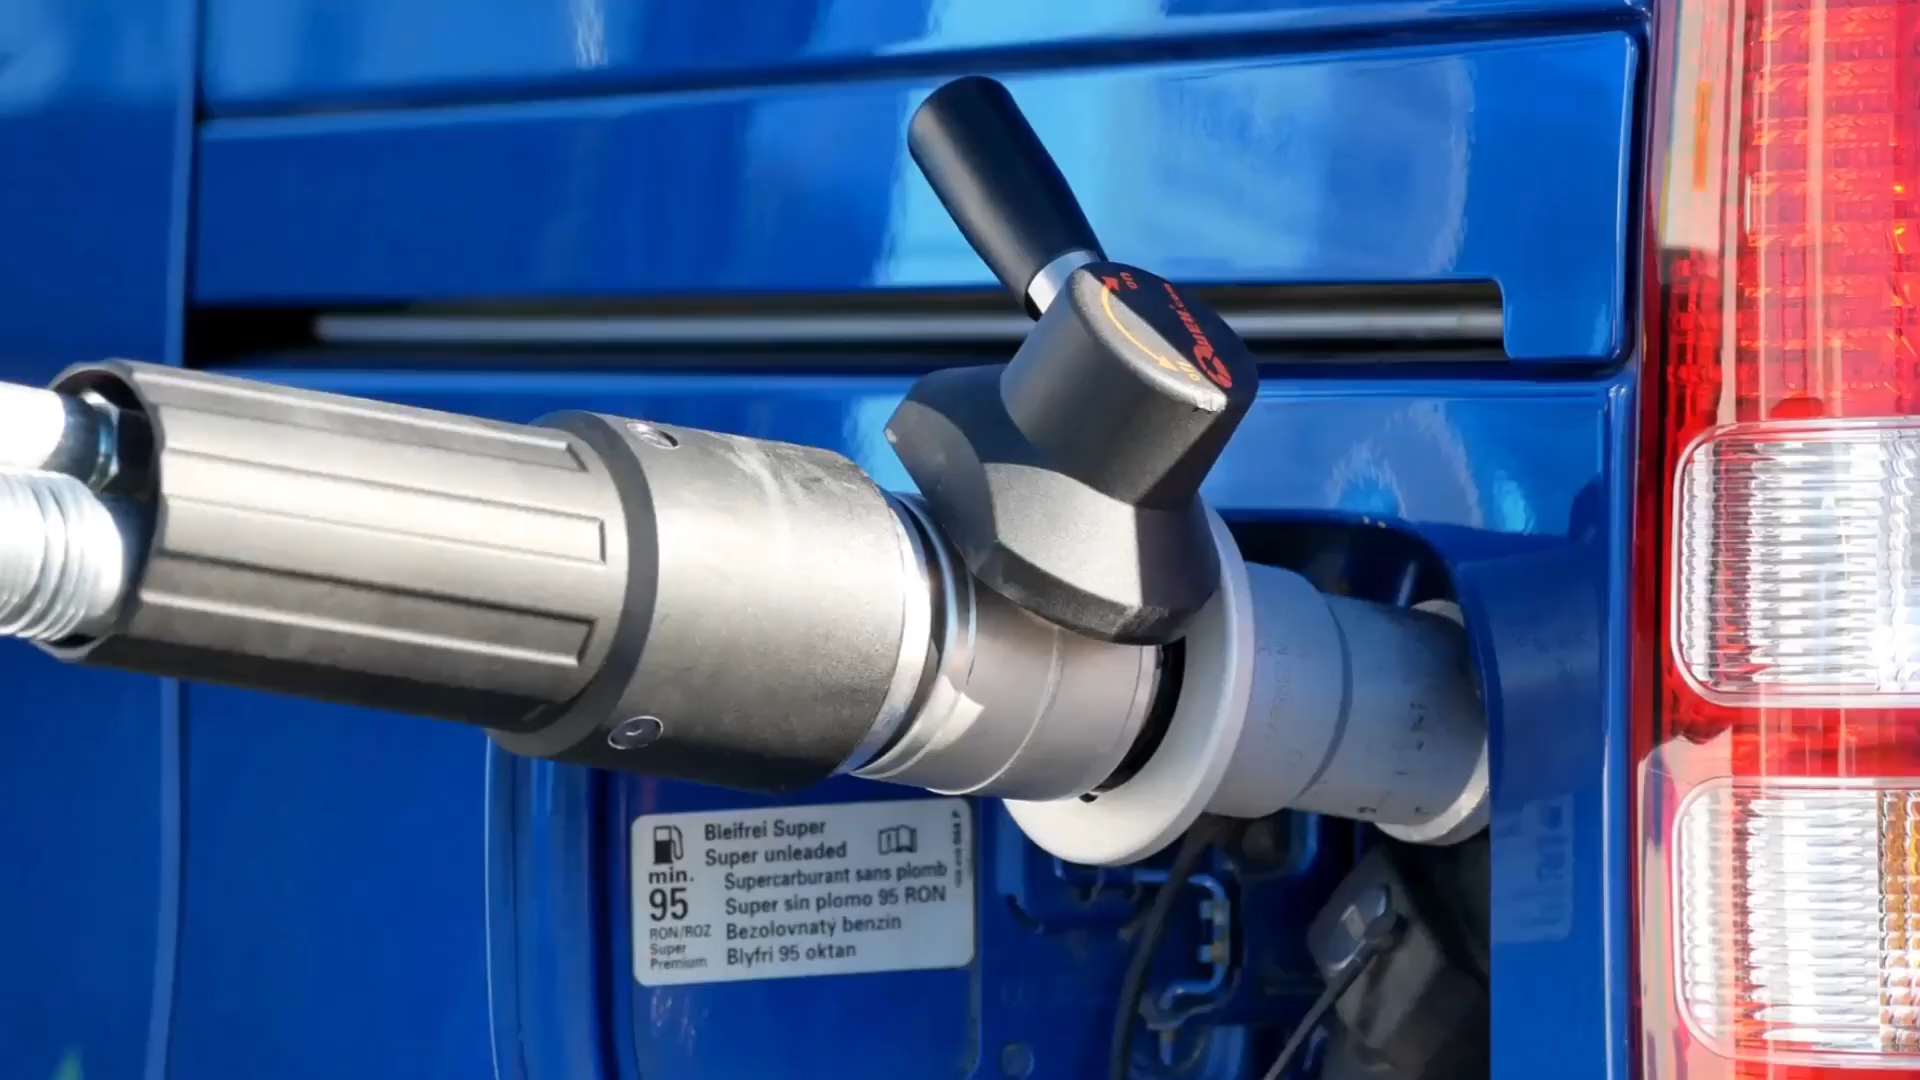 Bleifrei Super
Super unleaded
Supercarburant sans plomb
Super sin plomo 95 RON
Bezolovnatý benzin
Blyfri 95 oktan
min.
95
RON/ROZ
Super
Premium